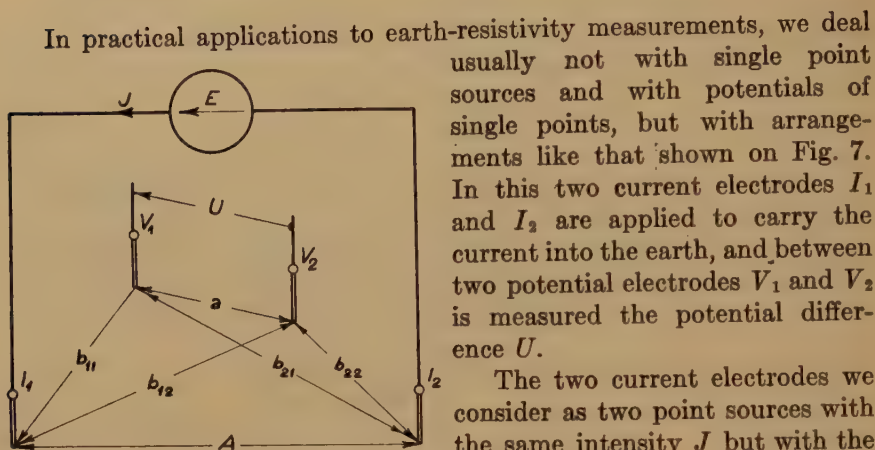 In practical applications to earth-resistivity measurements, we deal
usually not with single point
sources and with potentials of
single points, but with arrange-
ments like that shown on Fig. 7.
In this two current electrodes I₁
and I₂ are applied to carry the
current into the earth, and between
two potential electrodes V₁ and V₂
is measured the potential differ-
ence U.
The two current electrodes we
consider as two point sources with
the same intensity J but with the
J
E
U
V₁
V₂
a
b₁₁
b₁₂
b₂₁
b₂₂
I₁
I₂
A